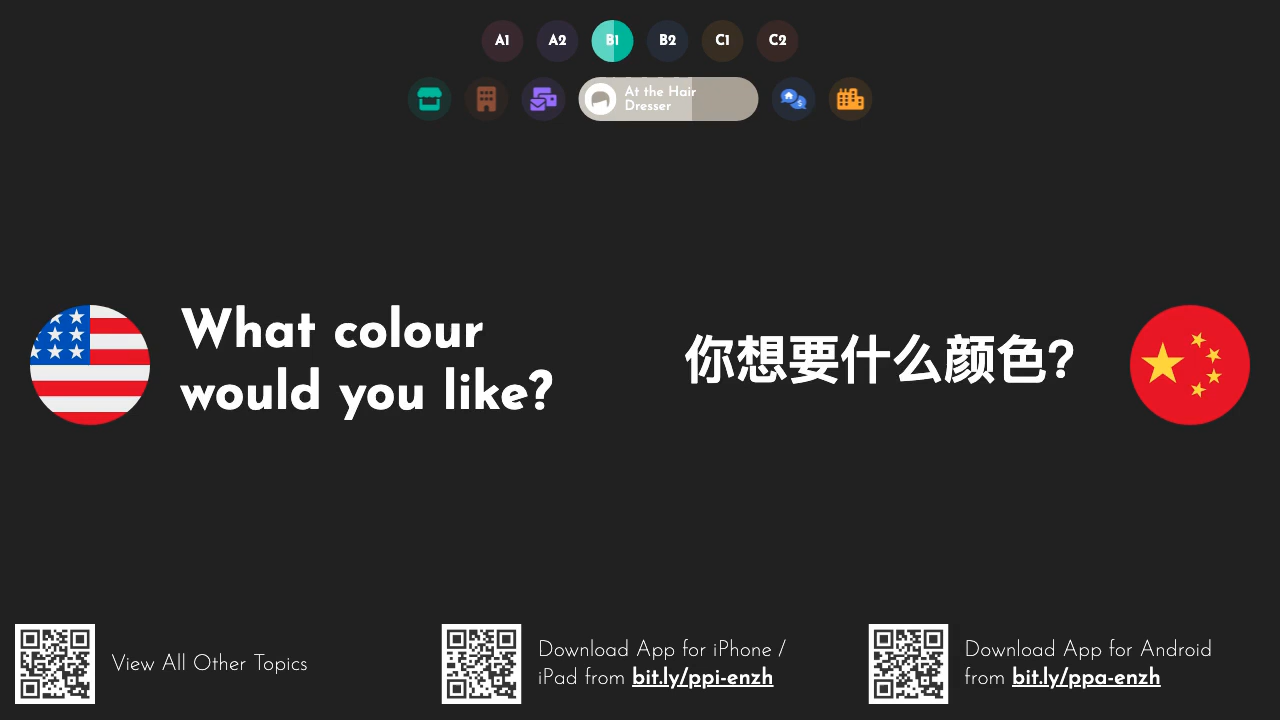 A1 A2 B1 B2 C1 C2
At the Hair
Dresser
What colour
would you like?
你想要什么颜色?
View All Other Topics
Download App for iPhone /
iPad from bit.ly/ppi-enzh
Download App for Android
from bit.ly/ppa-enzh